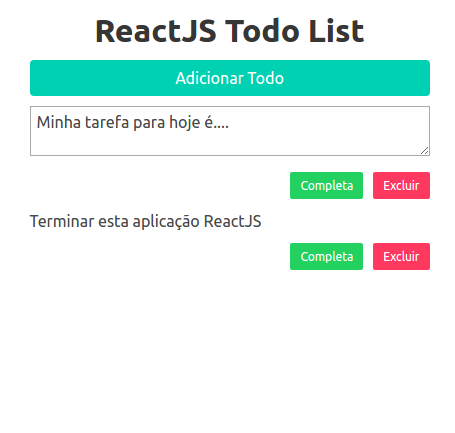 ReactJS Todo List
Adicionar Todo
Minha tarefa para hoje é....
Completa Excluir
Terminar esta aplicação ReactJS
Completa Excluir